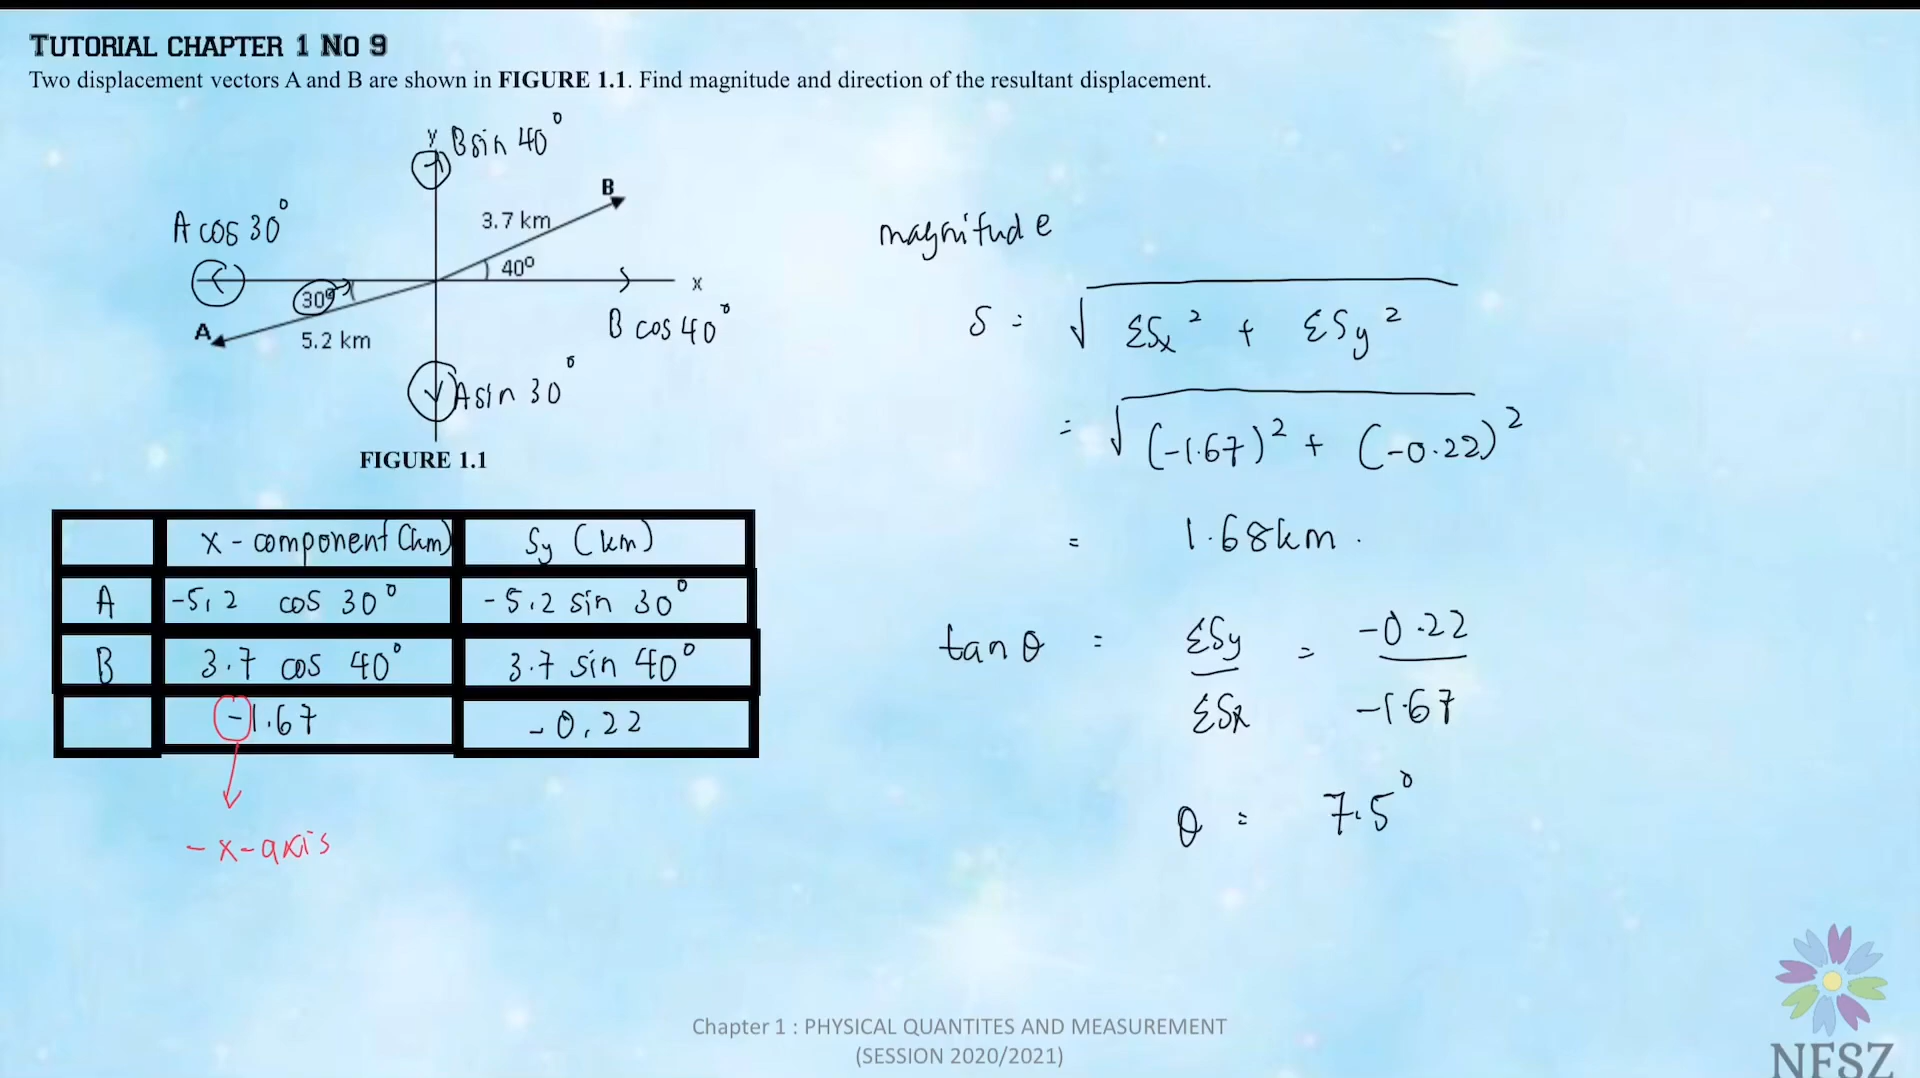 TUTORIAL CHAPTER 1 NO 9
Two displacement vectors A and B are shown in FIGURE 1.1. Find magnitude and direction of the resultant displacement.
y
B sin 40°
B
3.7 km
A cos 30°
40°
x
30°
A
5.2 km
B cos 40°
A sin 30°
FIGURE 1.1
x - component (km) Sy (km)
A -5.2 cos 30° -5.2 sin 30°
B 3.7 cos 40° 3.7 sin 40°
-1.67 -0.22
- x-axis
magnitude
S = √ ΣSx² + ΣSy²
= √ (-1.67)² + (-0.22)²
= 1.68km.
tan θ = ΣSy / ΣSx = -0.22 / -1.67
θ = 7.5°
Chapter 1 : PHYSICAL QUANTITES AND MEASUREMENT
(SESSION 2020/2021)
NFSZ